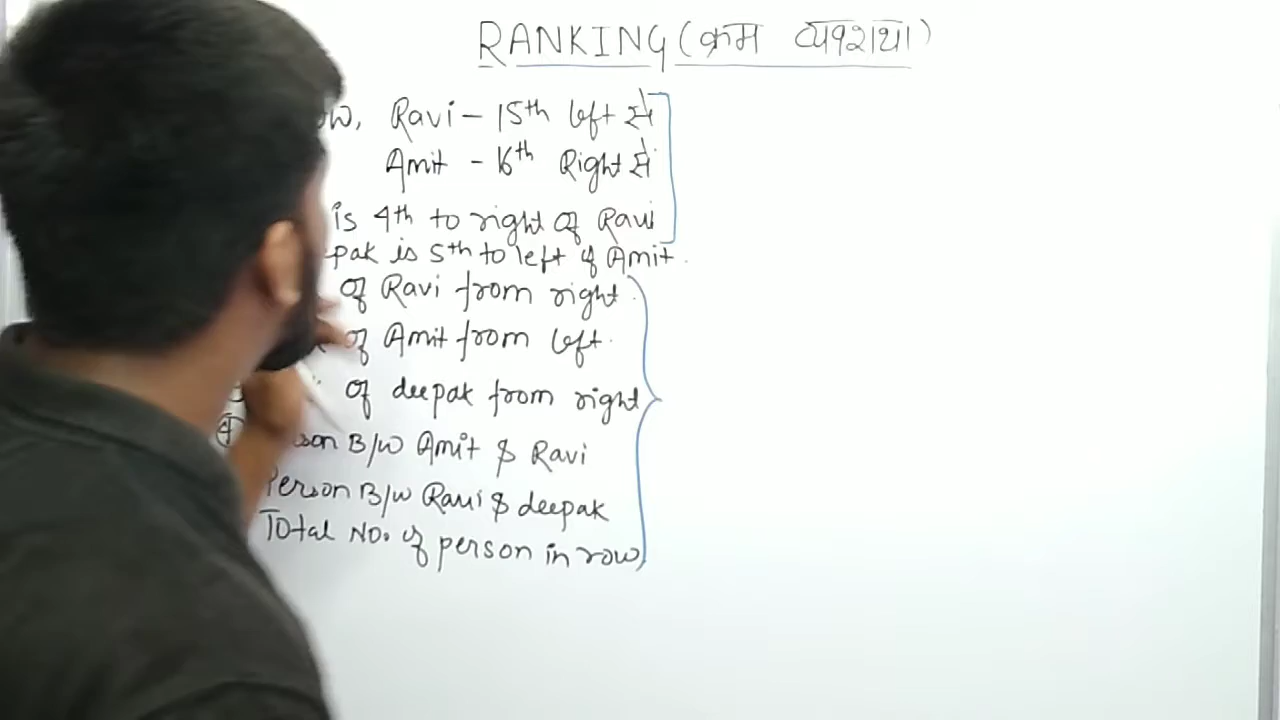 RANKING (क्रम व्यवस्था)
Ravi - 15th left से
Amit - 16th Right से
is 4th to right of Ravi
is 5th to left of Amit.
of Ravi from right.
of Amit from left.
of deepak from right
④ B/W Amit & Ravi
Person B/W Ravi & deepak
Total No. of person in row